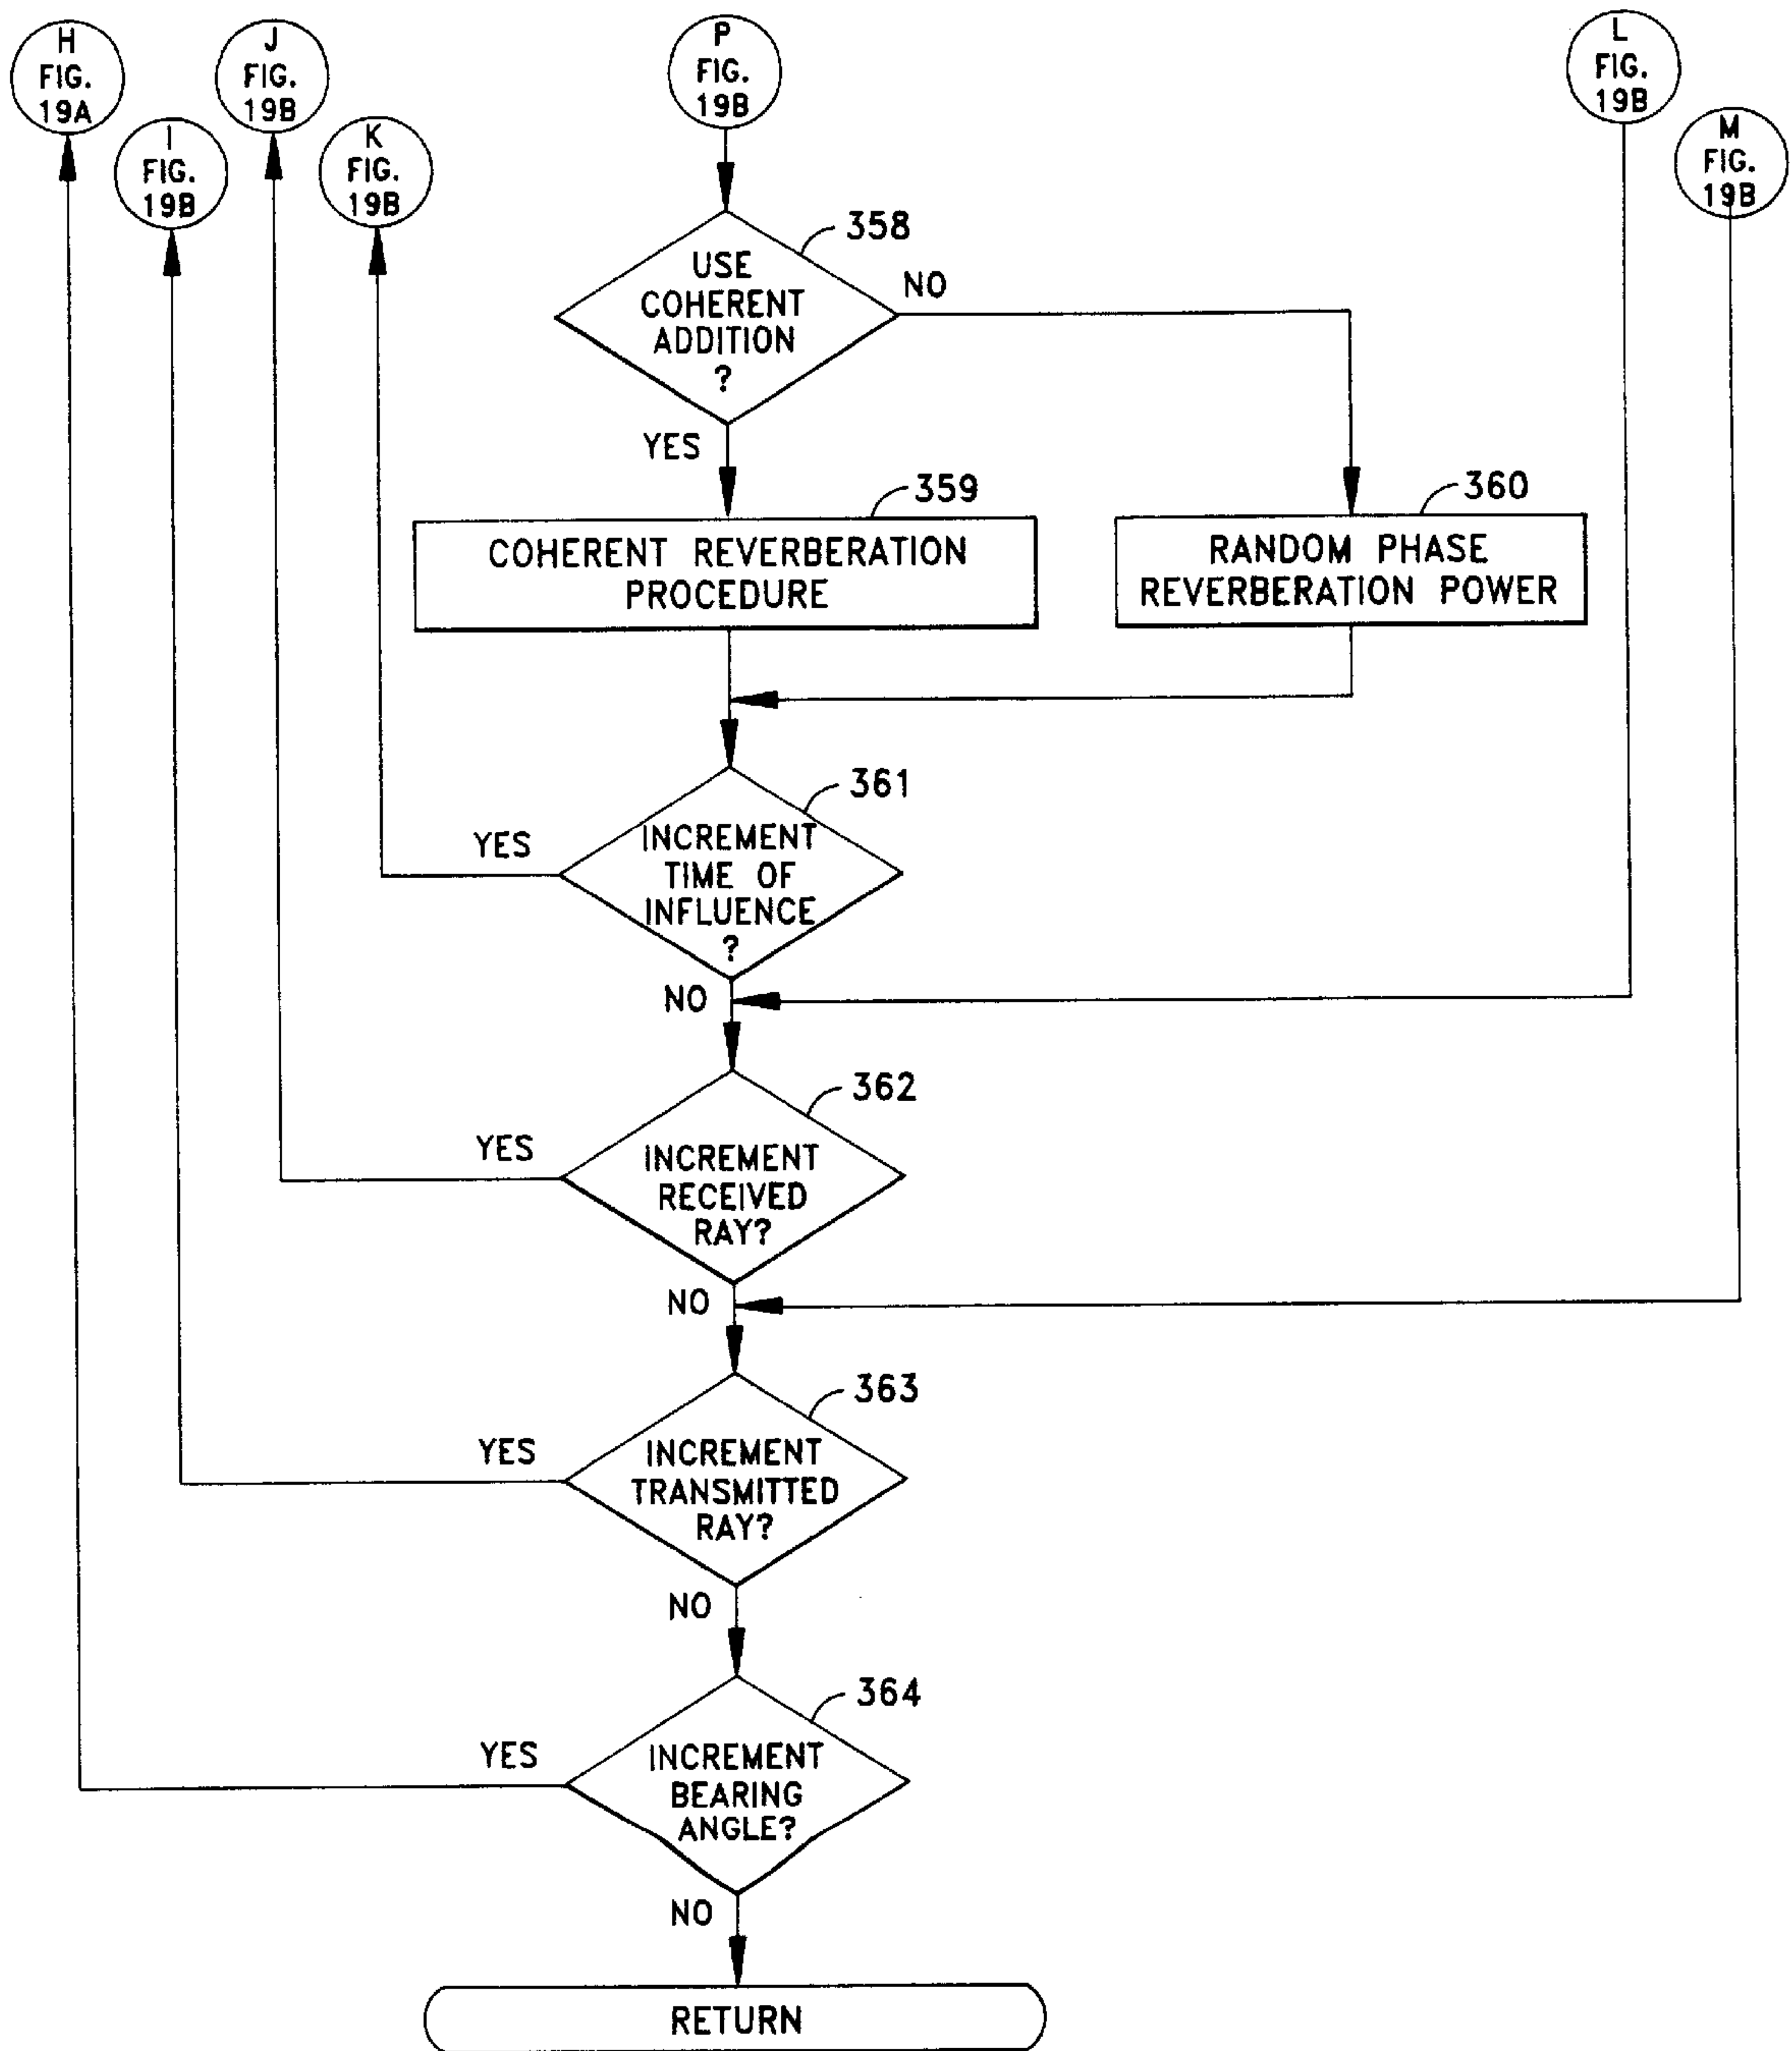 H
FIG.
19A
I
FIG.
19B
J
FIG.
19B
K
FIG.
19B
P
FIG.
19B
L
FIG.
19B
M
FIG.
19B
358
USE
COHERENT
ADDITION
?
NO
YES
359
COHERENT REVERBERATION
PROCEDURE
360
RANDOM PHASE
REVERBERATION POWER
361
INCREMENT
TIME OF
INFLUENCE
?
YES
NO
362
INCREMENT
RECEIVED
RAY?
YES
NO
363
INCREMENT
TRANSMITTED
RAY?
YES
NO
364
INCREMENT
BEARING
ANGLE?
YES
NO
RETURN